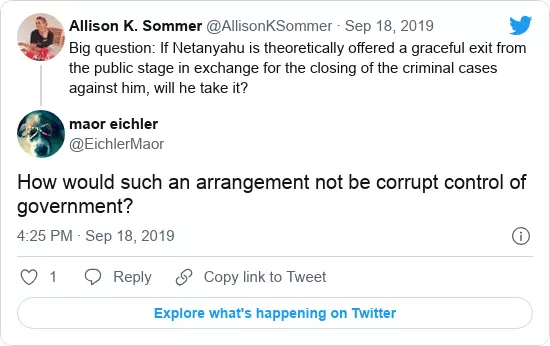 Allison K. Sommer @AllisonKSommer · Sep 18, 2019
Big question: If Netanyahu is theoretically offered a graceful exit from
the public stage in exchange for the closing of the criminal cases
against him, will he take it?
maor eichler
@EichlerMaor
How would such an arrangement not be corrupt control of
government?
4:25 PM · Sep 18, 2019
1 Reply Copy link to Tweet
Explore what's happening on Twitter